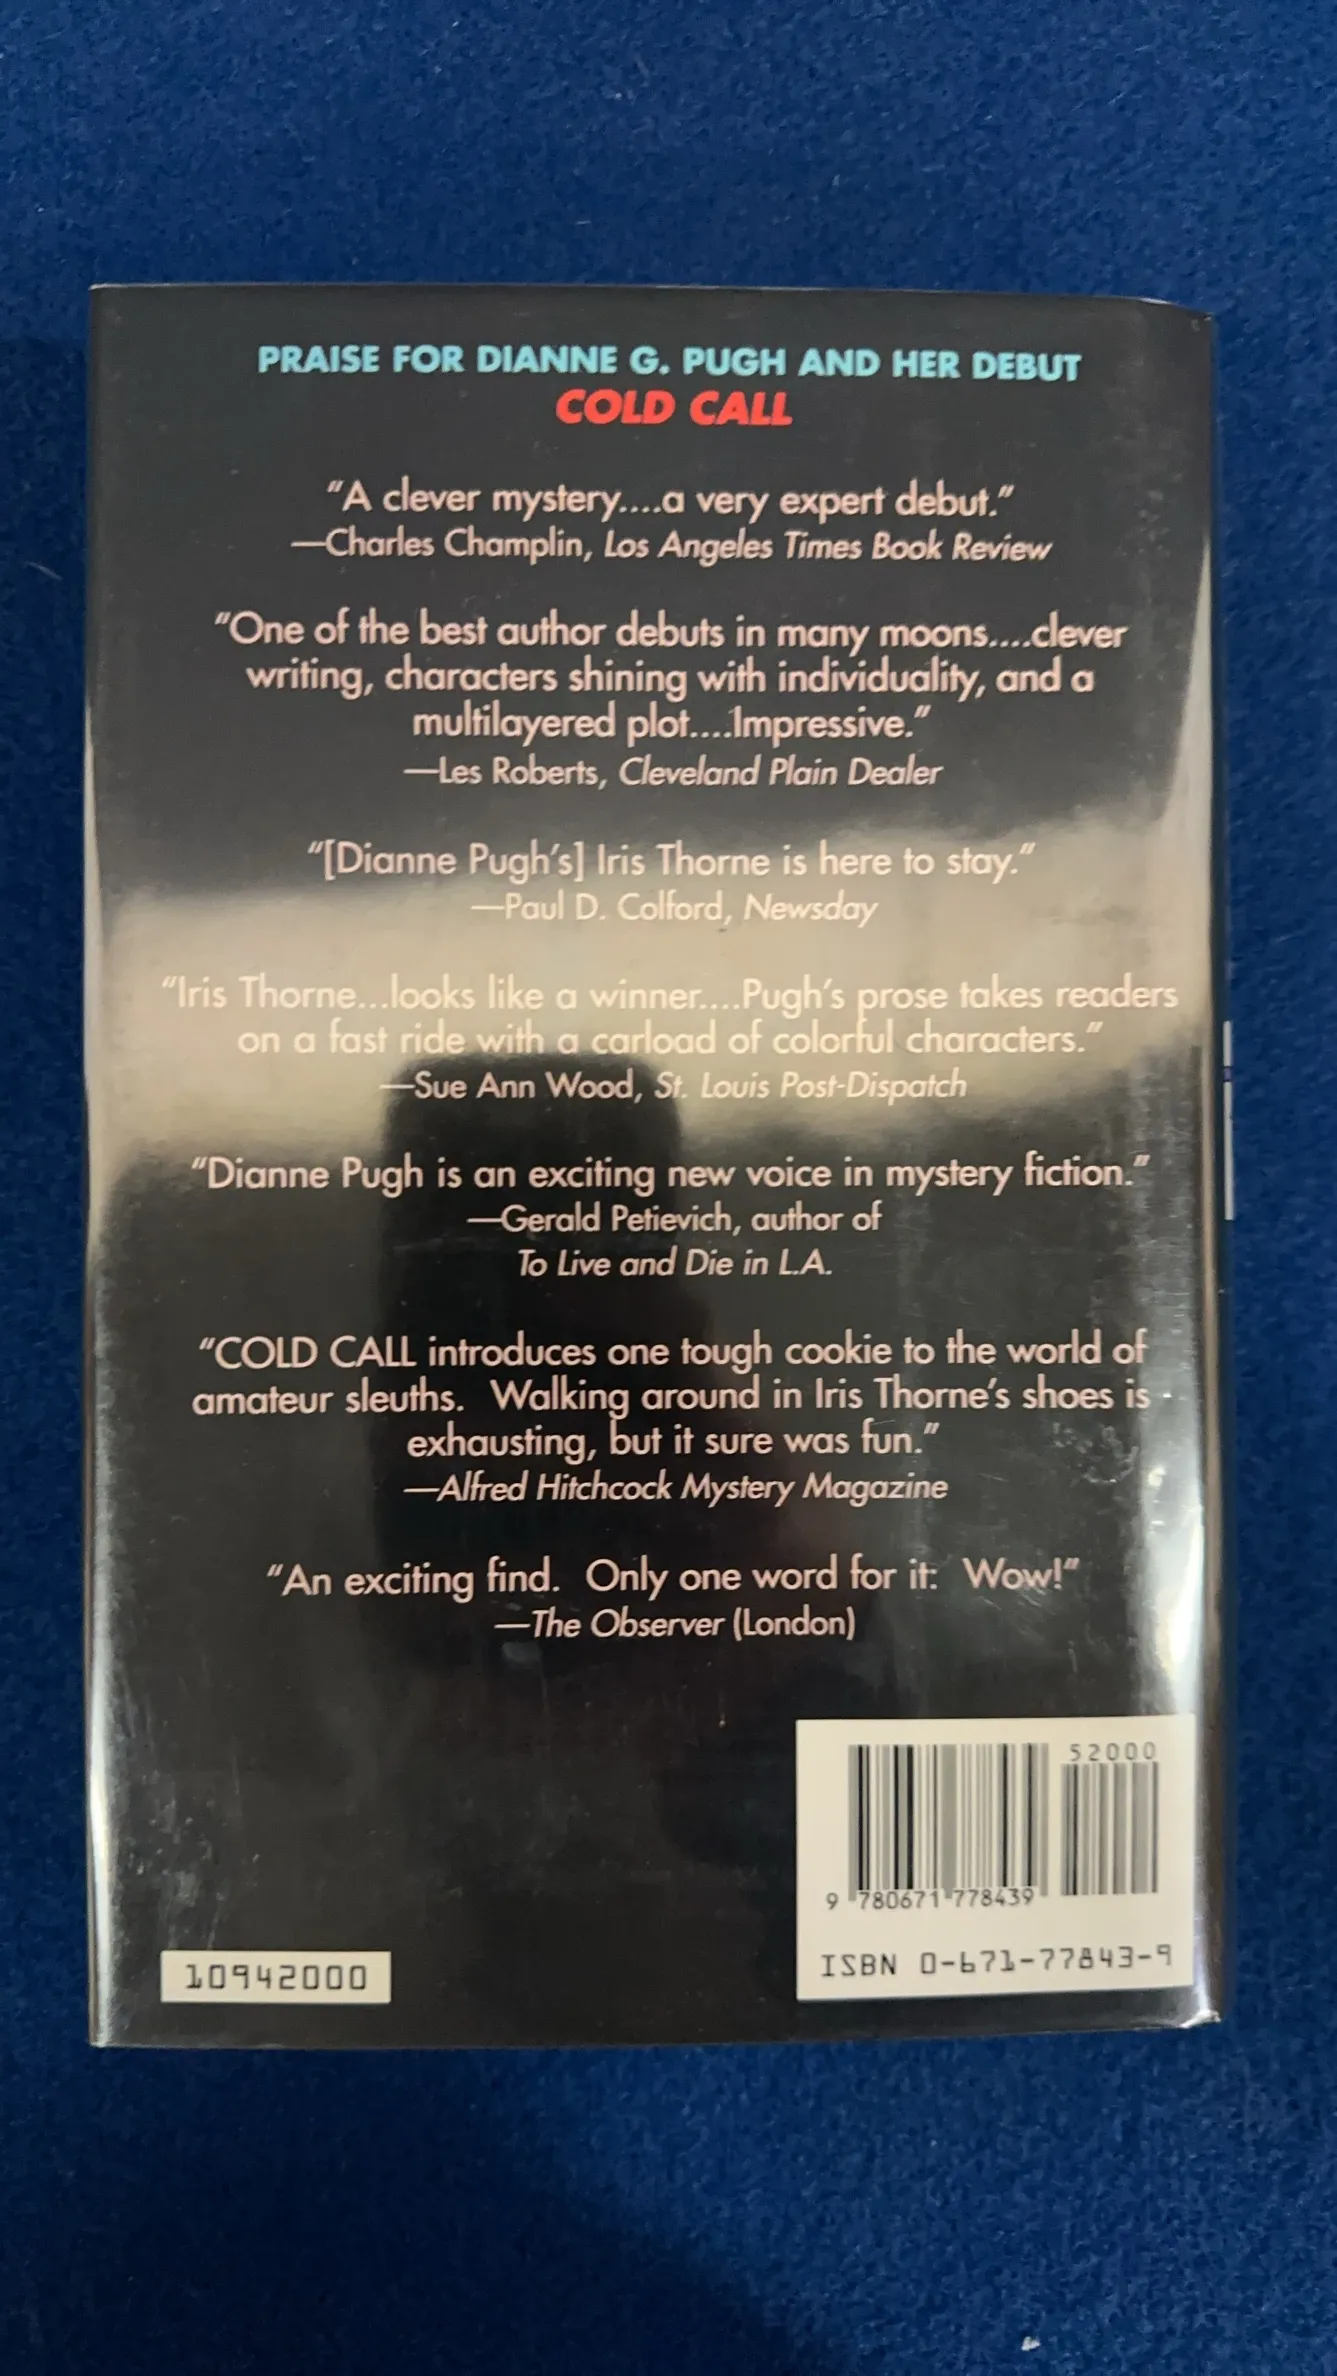 PRAISE FOR DIANNE G. PUGH AND HER DEBUT
COLD CALL
"A clever mystery....a very expert debut."
—Charles Champlin, Los Angeles Times Book Review
"One of the best author debuts in many moons....clever
writing, characters shining with individuality, and a
multilayered plot....Impressive."
—Les Roberts, Cleveland Plain Dealer
"[Dianne Pugh's] Iris Thorne is here to stay."
—Paul D. Colford, Newsday
"Iris Thorne...looks like a winner....Pugh's prose takes readers
on a fast ride with a carload of colorful characters."
—Sue Ann Wood, St. Louis Post-Dispatch
"Dianne Pugh is an exciting new voice in mystery fiction."
—Gerald Petievich, author of
To Live and Die in L.A.
"COLD CALL introduces one tough cookie to the world of
amateur sleuths.  Walking around in Iris Thorne's shoes is
exhausting, but it sure was fun."
—Alfred Hitchcock Mystery Magazine
"An exciting find.  Only one word for it:  Wow!"
—The Observer (London)
52000
9 780671 778439
ISBN 0-671-77843-9
10942000